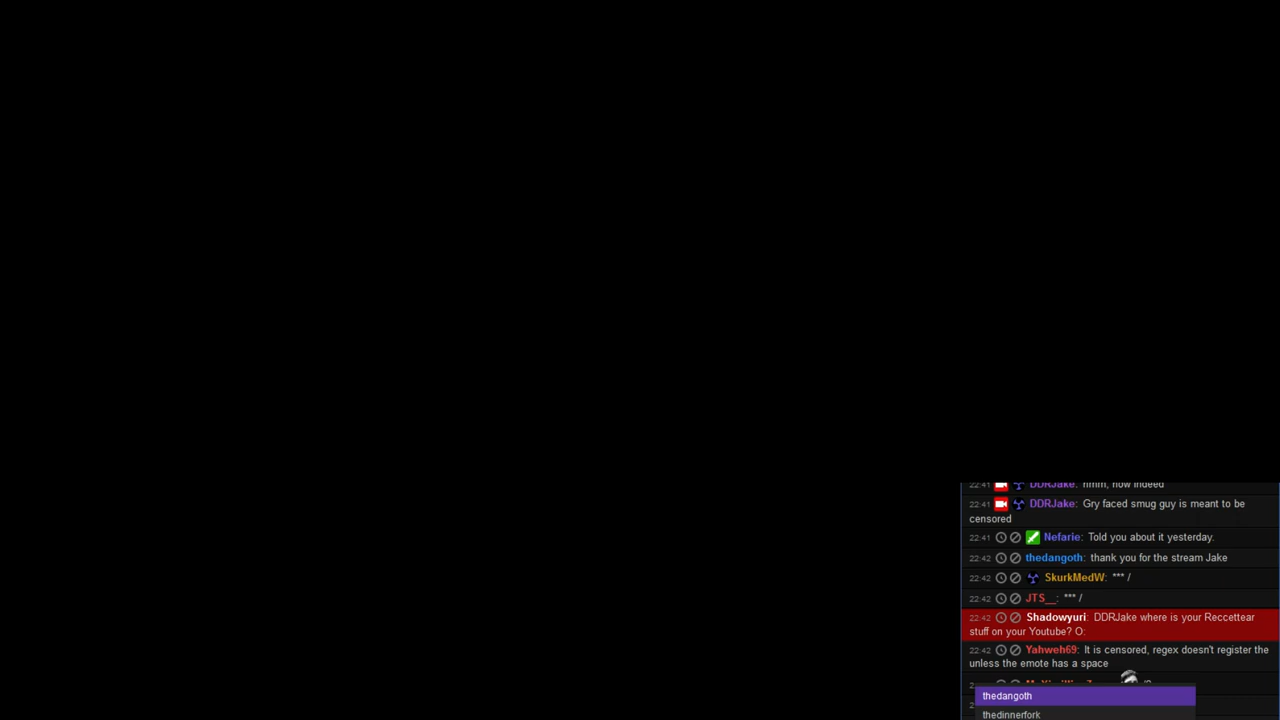 22:41 DDRJake: hmm, how indeed
22:41 DDRJake: Gry faced smug guy is meant to be
censored
22:41 Nefarie: Told you about it yesterday.
22:42 thedangoth: thank you for the stream Jake
22:42 SkurkMedW: *** /
22:42 JTS__: *** /
22:42 Shadowyuri: DDRJake where is your Reccettear
stuff on your Youtube? O:
22:42 Yahweh69: It is censored, regex doesn't register the
unless the emote has a space
thedangoth
thedinnerfork